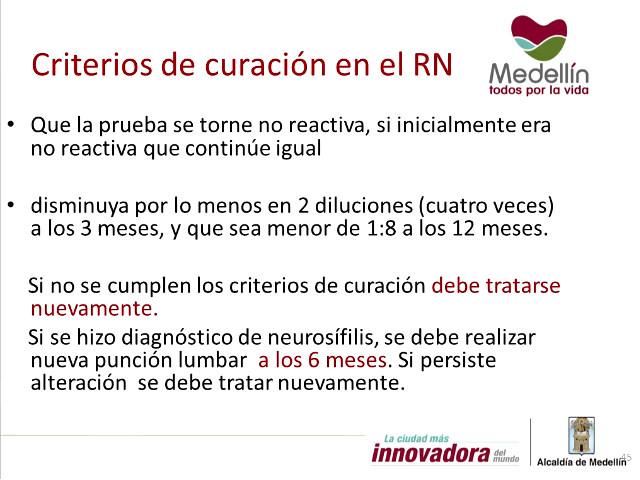 Criterios de curación en el RN
Medellín
todos por la vida
• Que la prueba se torne no reactiva, si inicialmente era
no reactiva que continúe igual
• disminuya por lo menos en 2 diluciones (cuatro veces)
a los 3 meses, y que sea menor de 1:8 a los 12 meses.
Si no se cumplen los criterios de curación debe tratarse
nuevamente.
Si se hizo diagnóstico de neurosífilis, se debe realizar
nueva punción lumbar a los 6 meses. Si persiste
alteración se debe tratar nuevamente.
La ciudad más
innovadora del
mundo
Alcaldía de Medellín
45